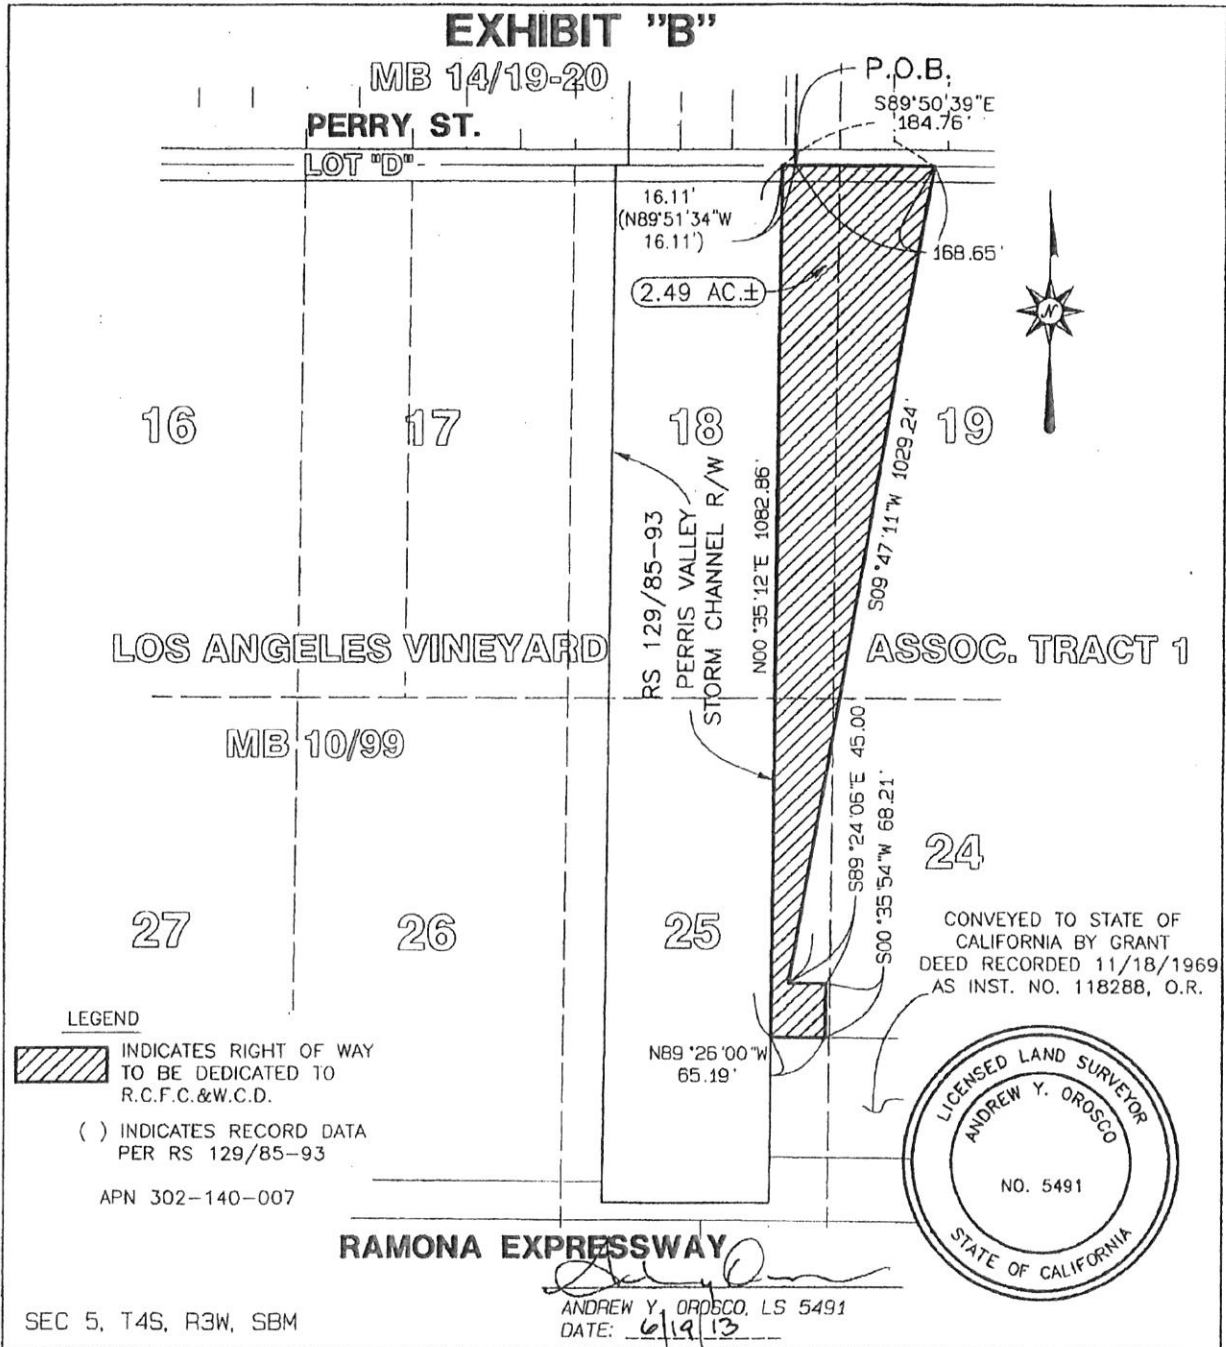 EXHIBIT "B"
MB 14/19-20
P.O.B.
S89°50'39"E
184.76'
PERRY ST.
LOT "D"
16.11'
(N89°51'34"W
16.11')
168.65'
2.49 AC.±
N
16
17
18
19
RS 129/85-93
PERRIS VALLEY
STORM CHANNEL R/W
N00°35'12"E 1082.86'
S09°47'11"W 1029.24'
LOS ANGELES VINEYARD
ASSOC. TRACT 1
MB 10/99
S89°24'06"E 45.00
S00°35'54"W 68.21'
24
27
26
25
CONVEYED TO STATE OF
CALIFORNIA BY GRANT
DEED RECORDED 11/18/1969
AS INST. NO. 118288, O.R.
LEGEND
INDICATES RIGHT OF WAY
TO BE DEDICATED TO
R.C.F.C.&W.C.D.
( ) INDICATES RECORD DATA
PER RS 129/85-93
APN 302-140-007
N89°26'00"W
65.19'
LICENSED LAND SURVEYOR
ANDREW Y. OROSCO
NO. 5491
STATE OF CALIFORNIA
RAMONA EXPRESSWAY
ANDREW Y. OROSCO, LS 5491
DATE: 6/19/13
SEC 5, T4S, R3W, SBM